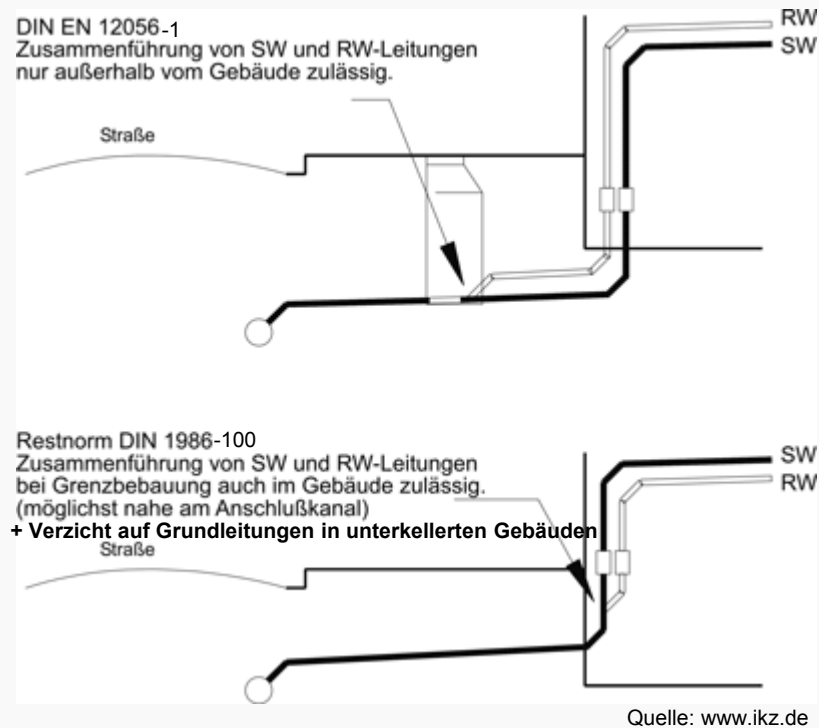 DIN EN 12056-1
Zusammenführung von SW und RW-Leitungen
nur außerhalb vom Gebäude zulässig.
RW
SW
Straße
Restnorm DIN 1986-100
Zusammenführung von SW und RW-Leitungen
bei Grenzbebauung auch im Gebäude zulässig.
(möglichst nahe am Anschlußkanal)
+ Verzicht auf Grundleitungen in unterkellerten Gebäuden
SW
RW
Straße
Quelle: www.ikz.de